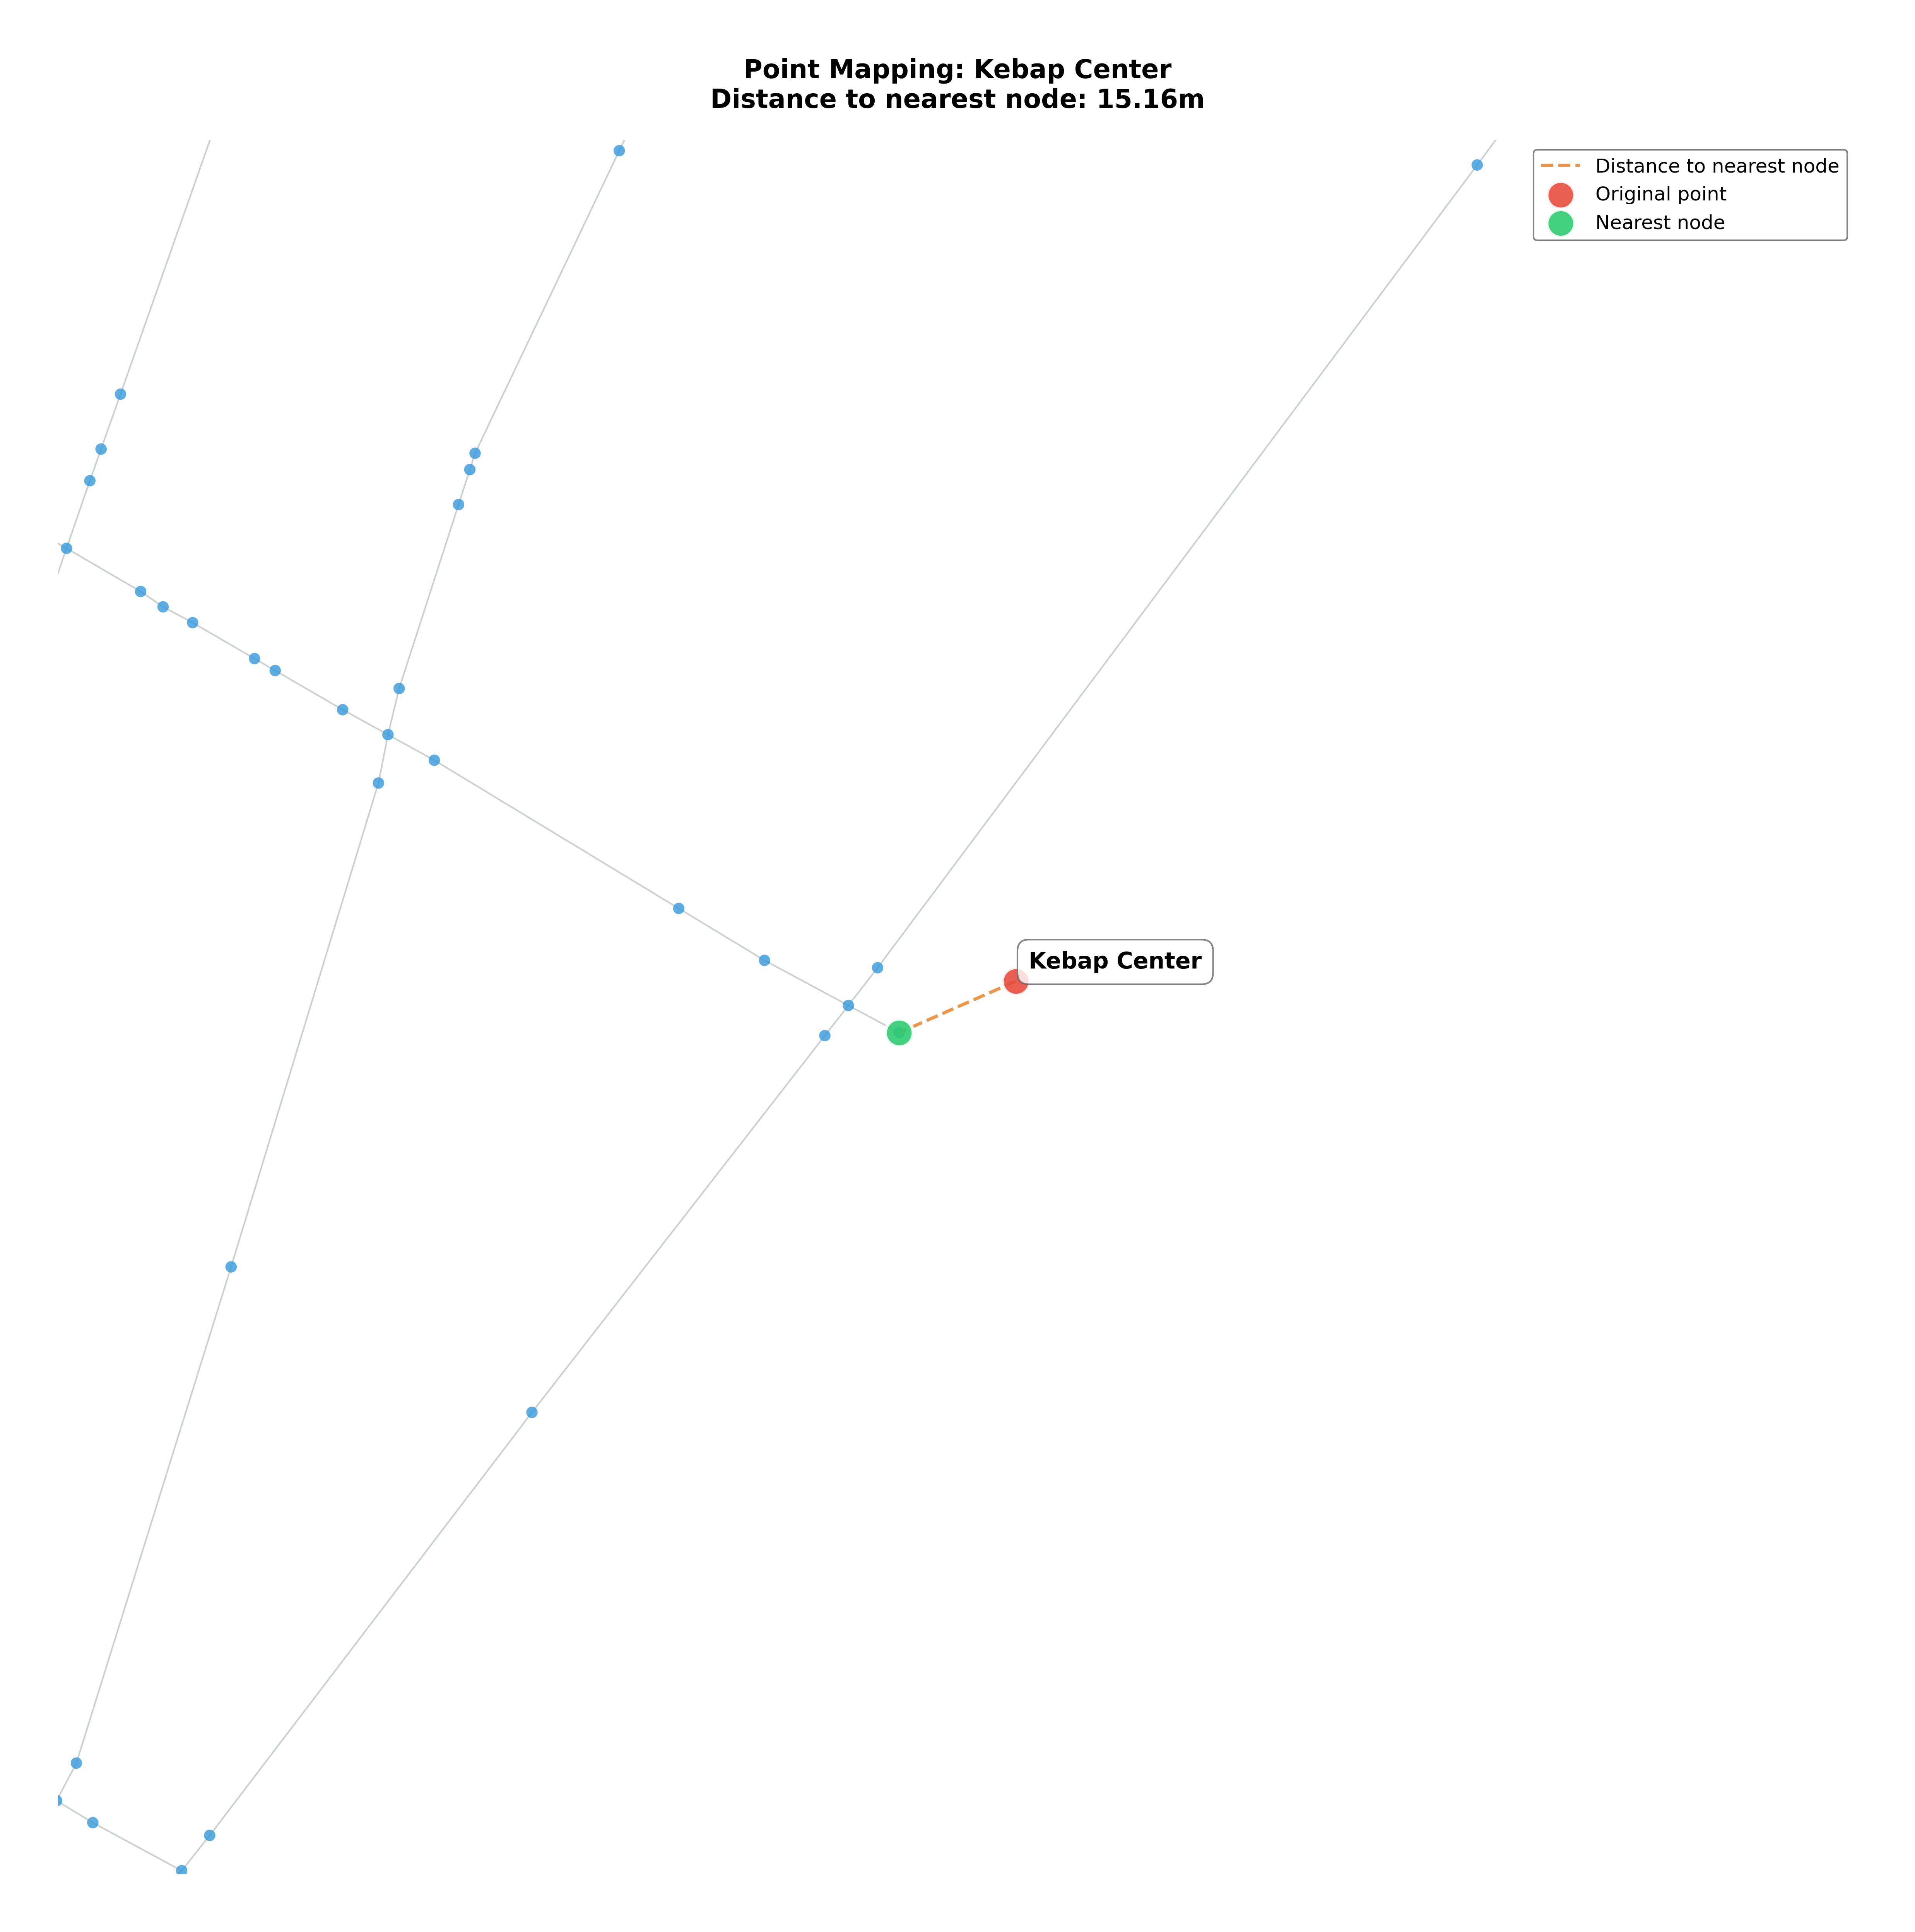 Point Mapping: Kebap Center
Distance to nearest node: 15.16m
Distance to nearest node
Original point
Nearest node
Kebap Center